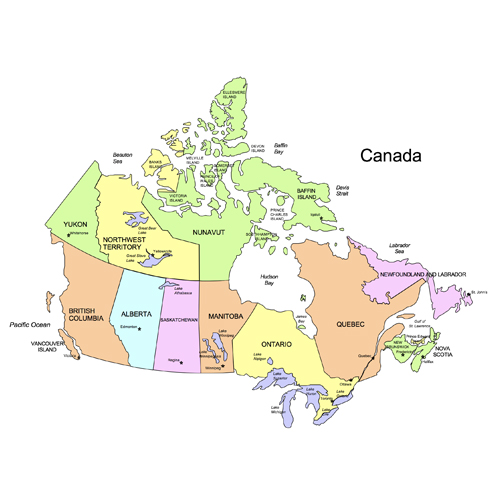 ELLESMERE
ISLAND
Canada
Beauton
Sea
Baffin
Bay
DEVON
ISLAND
BANKS
ISLAND
MELVILLE
ISLAND
VICTORIA
ISLAND
BAFFIN
ISLAND
Davis
Strait
PRINCE
CHARLES
ISLAND
Iqaluit
YUKON
Whitehorse
Great Bear
Lake
NORTHWEST
TERRITORY
Great Slave
Lake
Yellowknife
NUNAVUT
SOUTHAMPTON
ISLAND
Labrador
Sea
NEWFOUNDLAND AND LABRADOR
St. John's
Hudson
Bay
Lake
Athabasca
Pacific Ocean
BRITISH
COLUMBIA
VANCOUVER
ISLAND
Victoria
ALBERTA
Edmonton
SASKATCHEWAN
Regina
MANITOBA
Lake
Winnipeg
Winnipeg
James
Bay
ONTARIO
Lake
Nipigon
Lake
Superior
Lake
Michigan
Lake
Huron
Toronto
Ottawa
QUEBEC
Quebec
Gulf of
St. Lawrence
Prince Edward
NEW
BRUNSWICK
Fredericton
NOVA
SCOTIA
Halifax